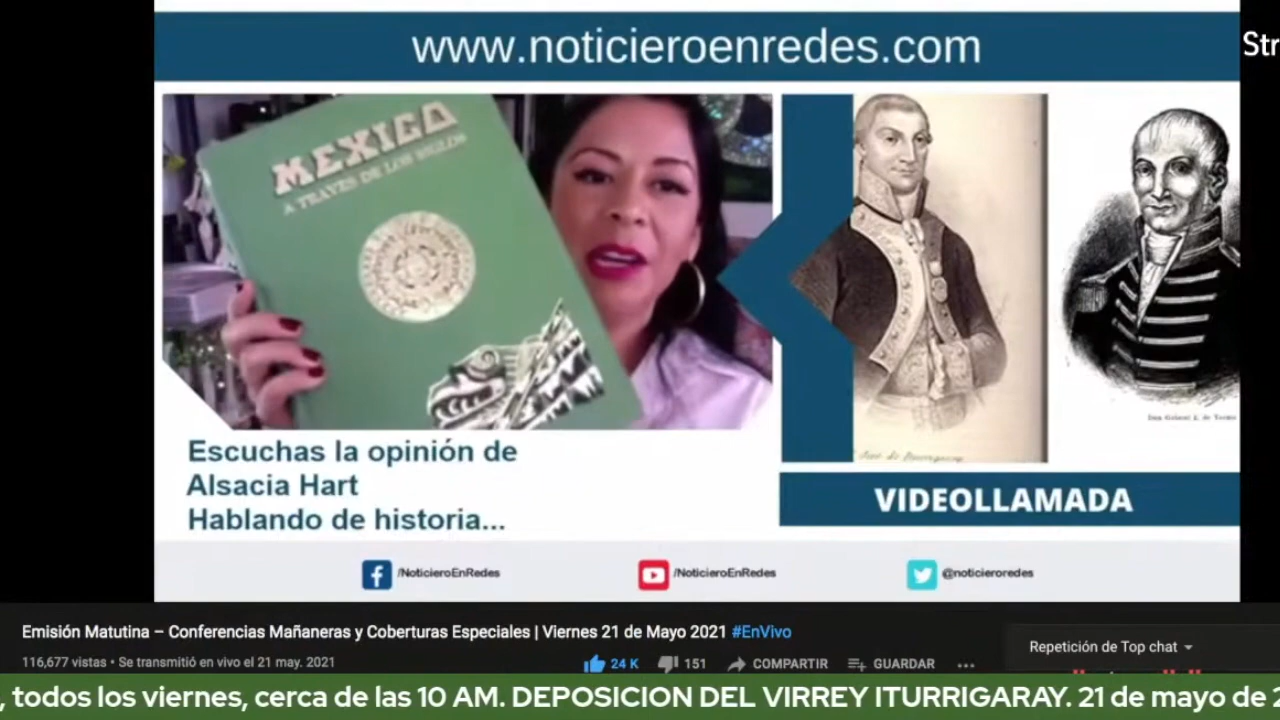 www.noticieroenredes.com
Str
MEXICO
A TRAVES DE LOS SIGLOS
Escuchas la opinión de
Alsacia Hart
Hablando de historia...
VIDEOLLAMADA
/NoticieroEnRedes
/NoticieroEnRedes
@noticieroredes
Emisión Matutina – Conferencias Mañaneras y Coberturas Especiales | Viernes 21 de Mayo 2021 #EnVivo
116,677 vistas • Se transmitió en vivo el 21 may. 2021
24 K
151
COMPARTIR
GUARDAR
Repetición de Top chat
, todos los viernes, cerca de las 10 AM. DEPOSICION DEL VIRREY ITURRIGARAY. 21 de mayo de 2